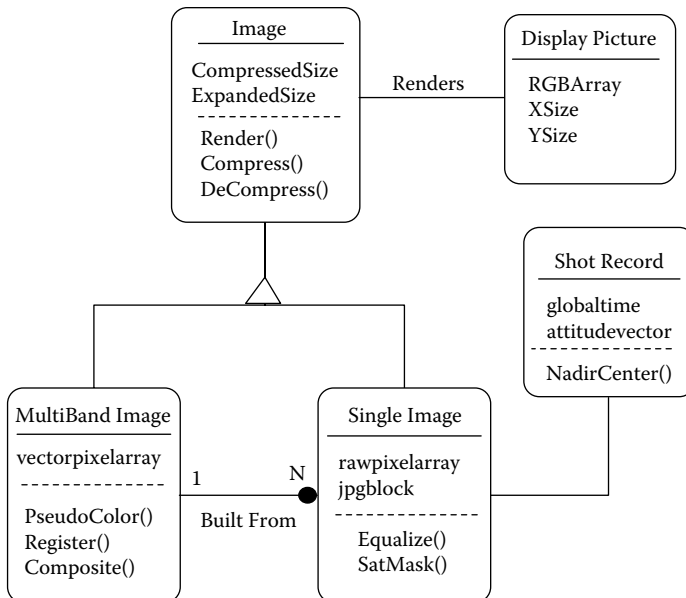 Image
CompressedSize
ExpandedSize
Render()
Compress()
DeCompress()
Renders
Display Picture
RGBArray
XSize
YSize
Shot Record
globaltime
attitudevector
NadirCenter()
MultiBand Image
vectorpixelarray
PseudoColor()
Register()
Composite()
1
N
Built From
Single Image
rawpixelarray
jpgblock
Equalize()
SatMask()